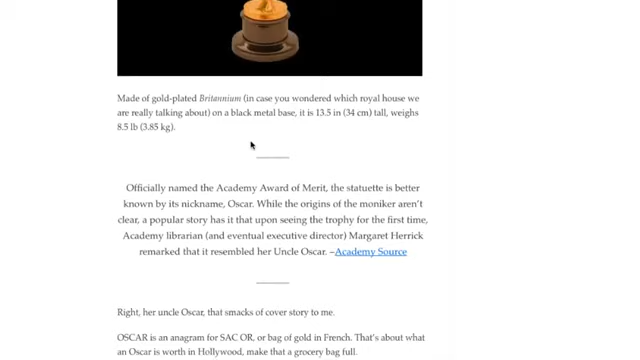 Made of gold-plated Britannium (in case you wondered which royal house we
are really talking about) on a black metal base, it is 13.5 in (34 cm) tall, weighs
8.5 lb (3.85 kg).
Officially named the Academy Award of Merit, the statuette is better
known by its nickname, Oscar. While the origins of the moniker aren't
clear, a popular story has it that upon seeing the trophy for the first time,
Academy librarian (and eventual executive director) Margaret Herrick
remarked that it resembled her Uncle Oscar. –Academy Source
Right, her uncle Oscar, that smacks of cover story to me.
OSCAR is an anagram for SAC OR, or bag of gold in French. That's about what
an Oscar is worth in Hollywood, make that a grocery bag full.